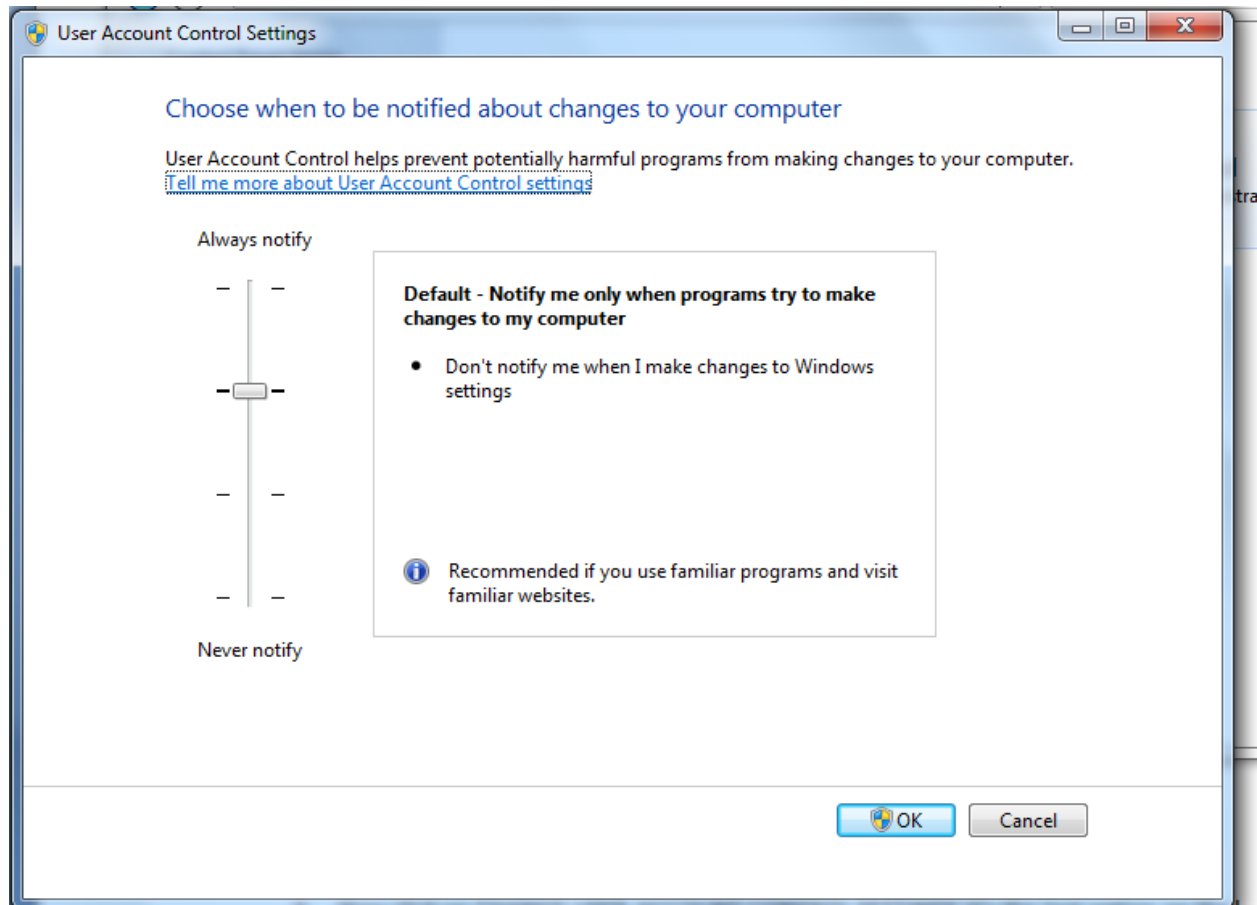 User Account Control Settings
Choose when to be notified about changes to your computer
User Account Control helps prevent potentially harmful programs from making changes to your computer.
Tell me more about User Account Control settings
Always notify
Default - Notify me only when programs try to make
changes to my computer
• Don't notify me when I make changes to Windows
settings
Recommended if you use familiar programs and visit
familiar websites.
Never notify
OK
Cancel